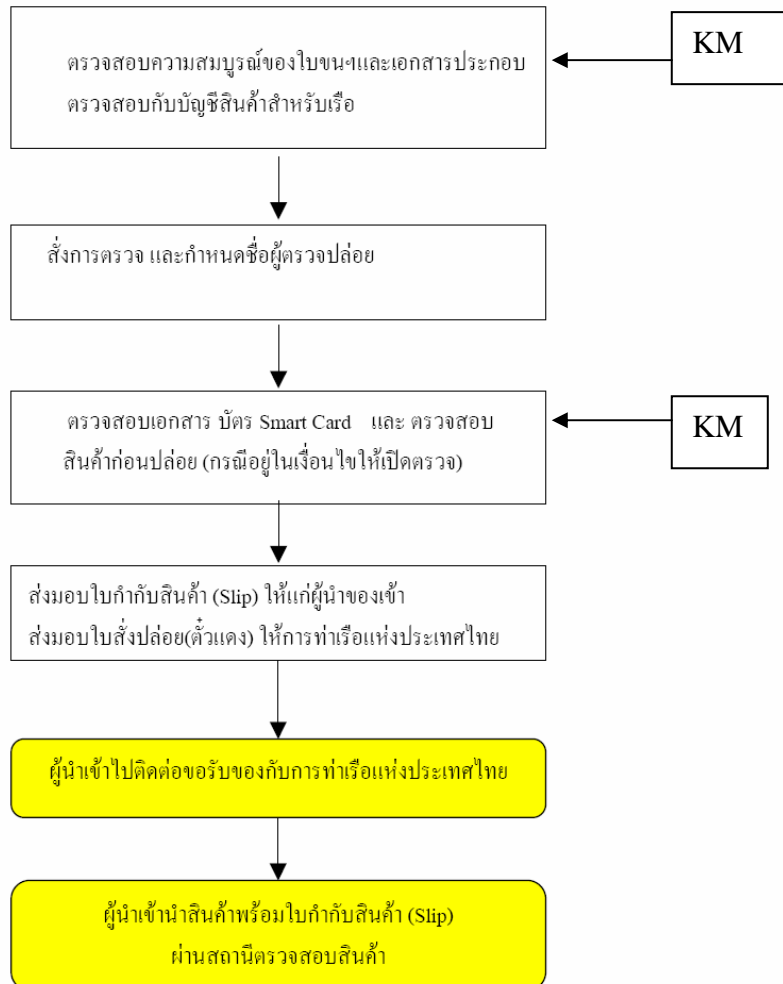 ตรวจสอบความสมบูรณ์ของใบขนฯและเอกสารประกอบ
ตรวจสอบกับบัญชีสินค้าสำหรับเรือ
KM
สั่งการตรวจ และกำหนดชื่อผู้ตรวจปล่อย
ตรวจสอบเอกสาร บัตร Smart Card และ ตรวจสอบ
สินค้าก่อนปล่อย (กรณีอยู่ในเงื่อนไขให้เปิดตรวจ)
KM
ส่งมอบใบกำกับสินค้า (Slip) ให้แก่ผู้นำของเข้า
ส่งมอบใบสั่งปล่อย(ตั๋วแดง) ให้การท่าเรือแห่งประเทศไทย
ผู้นำเข้าไปติดต่อขอรับของกับการท่าเรือแห่งประเทศไทย
ผู้นำเข้านำสินค้าพร้อมใบกำกับสินค้า (Slip)
ผ่านสถานีตรวจสอบสินค้า